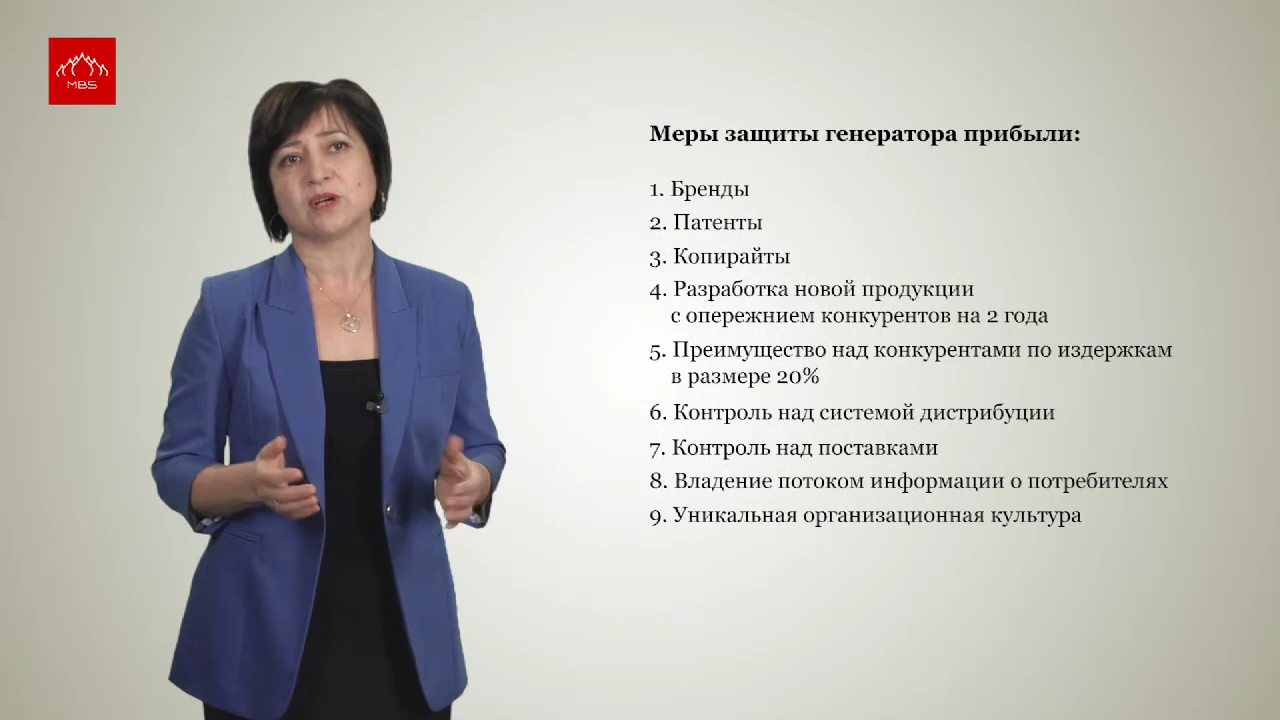 MBS
Меры защиты генератора прибыли:
1. Бренды
2. Патенты
3. Копирайты
4. Разработка новой продукции
с опережнием конкурентов на 2 года
5. Преимущество над конкурентами по издержкам
в размере 20%
6. Контроль над системой дистрибуции
7. Контроль над поставками
8. Владение потоком информации о потребителях
9. Уникальная организационная культура